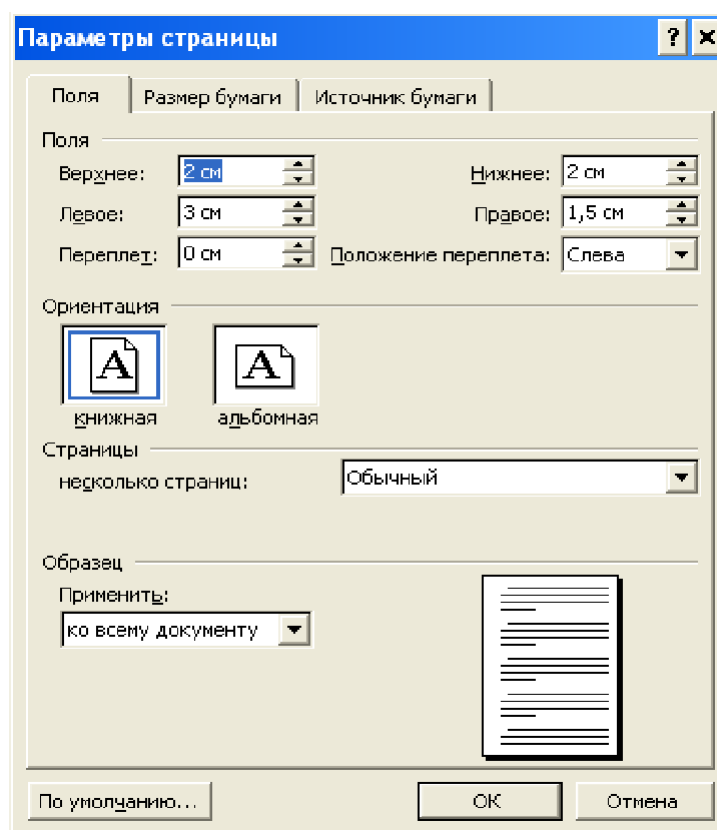 Параметры страницы
Поля Размер бумаги Источник бумаги
Поля
Верхнее: 2 см Нижнее: 2 см
Левое: 3 см Правое: 1,5 см
Переплет: 0 см Положение переплета: Слева
Ориентация
A A
книжная альбомная
Страницы
несколько страниц: Обычный
Образец
Применить:
ко всему документу
По умолчанию... ОК Отмена